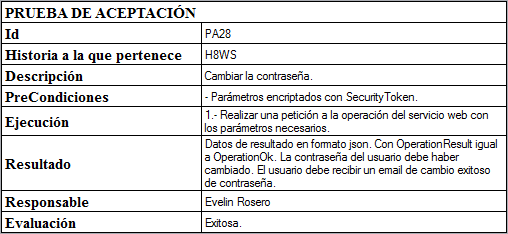 PRUEBA DE ACEPTACIÓN
Id PA28
Historia a la que pertenece H8WS
Descripción Cambiar la contraseña.
PreCondiciones - Parámetros encriptados con SecurityToken.
Ejecución 1.- Realizar una petición a la operación del servicio web con
los parámetros necesarios.
Resultado Datos de resultado en formato json. Con OperationResult igual
a OperationOk. La contraseña del usuario debe haber
cambiado. El usuario debe recibir un email de cambio exitoso
de contraseña.
Responsable Evelin Rosero
Evaluación Exitosa.